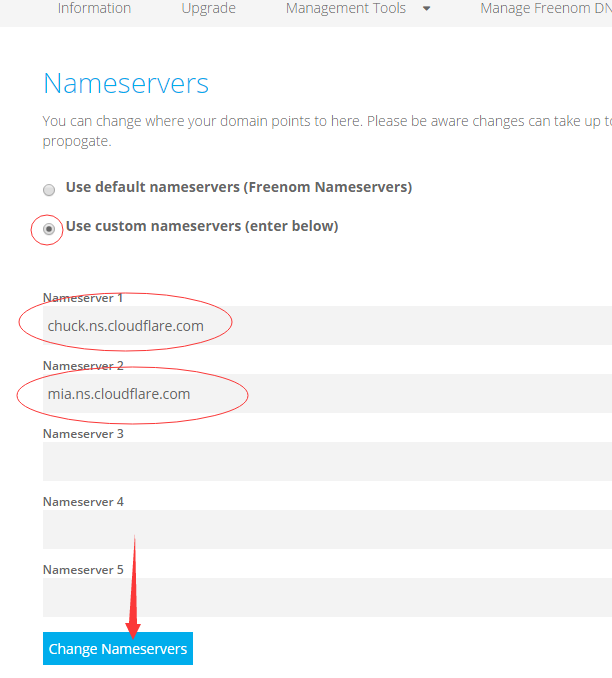 Information Upgrade Management Tools Manage Freenom DN
Nameservers
You can change where your domain points to here. Please be aware changes can take up to
propogate.
Use default nameservers (Freenom Nameservers)
Use custom nameservers (enter below)
Nameserver 1
chuck.ns.cloudflare.com
Nameserver 2
mia.ns.cloudflare.com
Nameserver 3
Nameserver 4
Nameserver 5
Change Nameservers